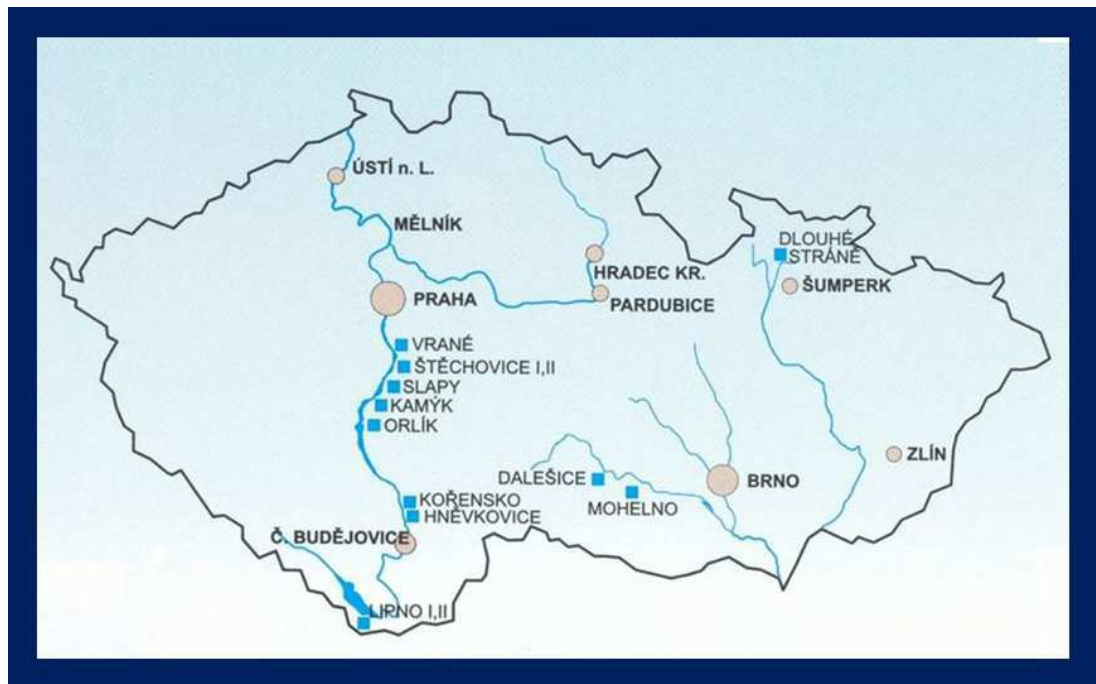 ÚSTÍ n. L.
MĚLNÍK
DLOUHÉ
STRÁNĚ
HRADEC KR.
ŠUMPERK
PRAHA
PARDUBICE
VRANÉ
ŠTĚCHOVICE I,II
SLAPY
KAMÝK
ORLÍK
ZLÍN
DALEŠICE
BRNO
KOŘENSKO
MOHELNO
HNĚVKOVICE
Č. BUDĚJOVICE
LIPNO I,II